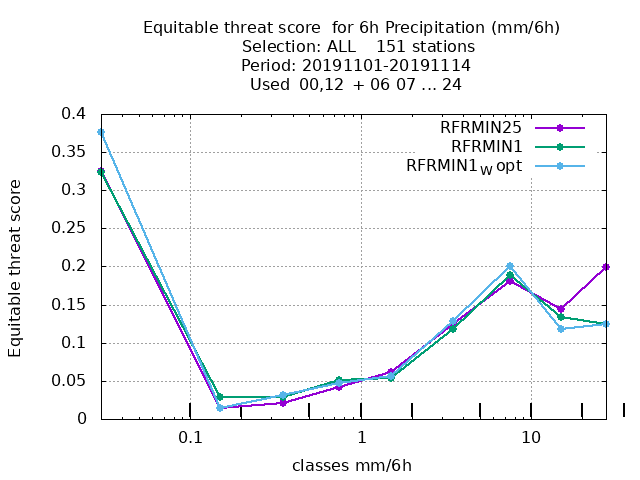 Equitable threat score  for 6h Precipitation (mm/6h)
Selection: ALL    151 stations
Period: 20191101-20191114
Used  00,12  + 06 07 ... 24
RFRMIN25
RFRMIN1
RFRMIN1W opt
Equitable threat score
0.4
0.35
0.3
0.25
0.2
0.15
0.1
0.05
0
0.1 1 10
classes mm/6h